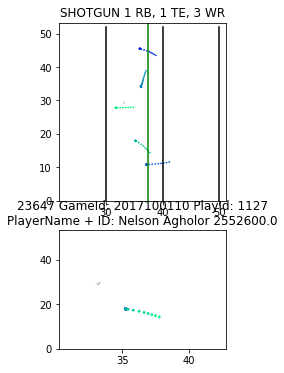 SHOTGUN 1 RB, 1 TE, 3 WR
50
40
30
20
10
0
30 40 50
23647 GameId: 2017100110 PlayId: 1127
PlayerName + ID: Nelson Agholor 2552600.0
40
20
0
35 40